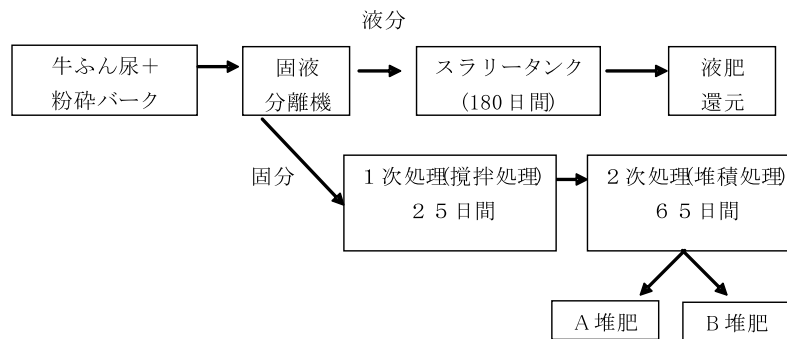 液分
牛ふん尿＋
粉砕バーク
固液
分離機
スラリータンク
(180日間)
液肥
還元
固分
１次処理(撹拌処理)
２５日間
２次処理(堆積処理)
６５日間
Ａ堆肥
Ｂ堆肥